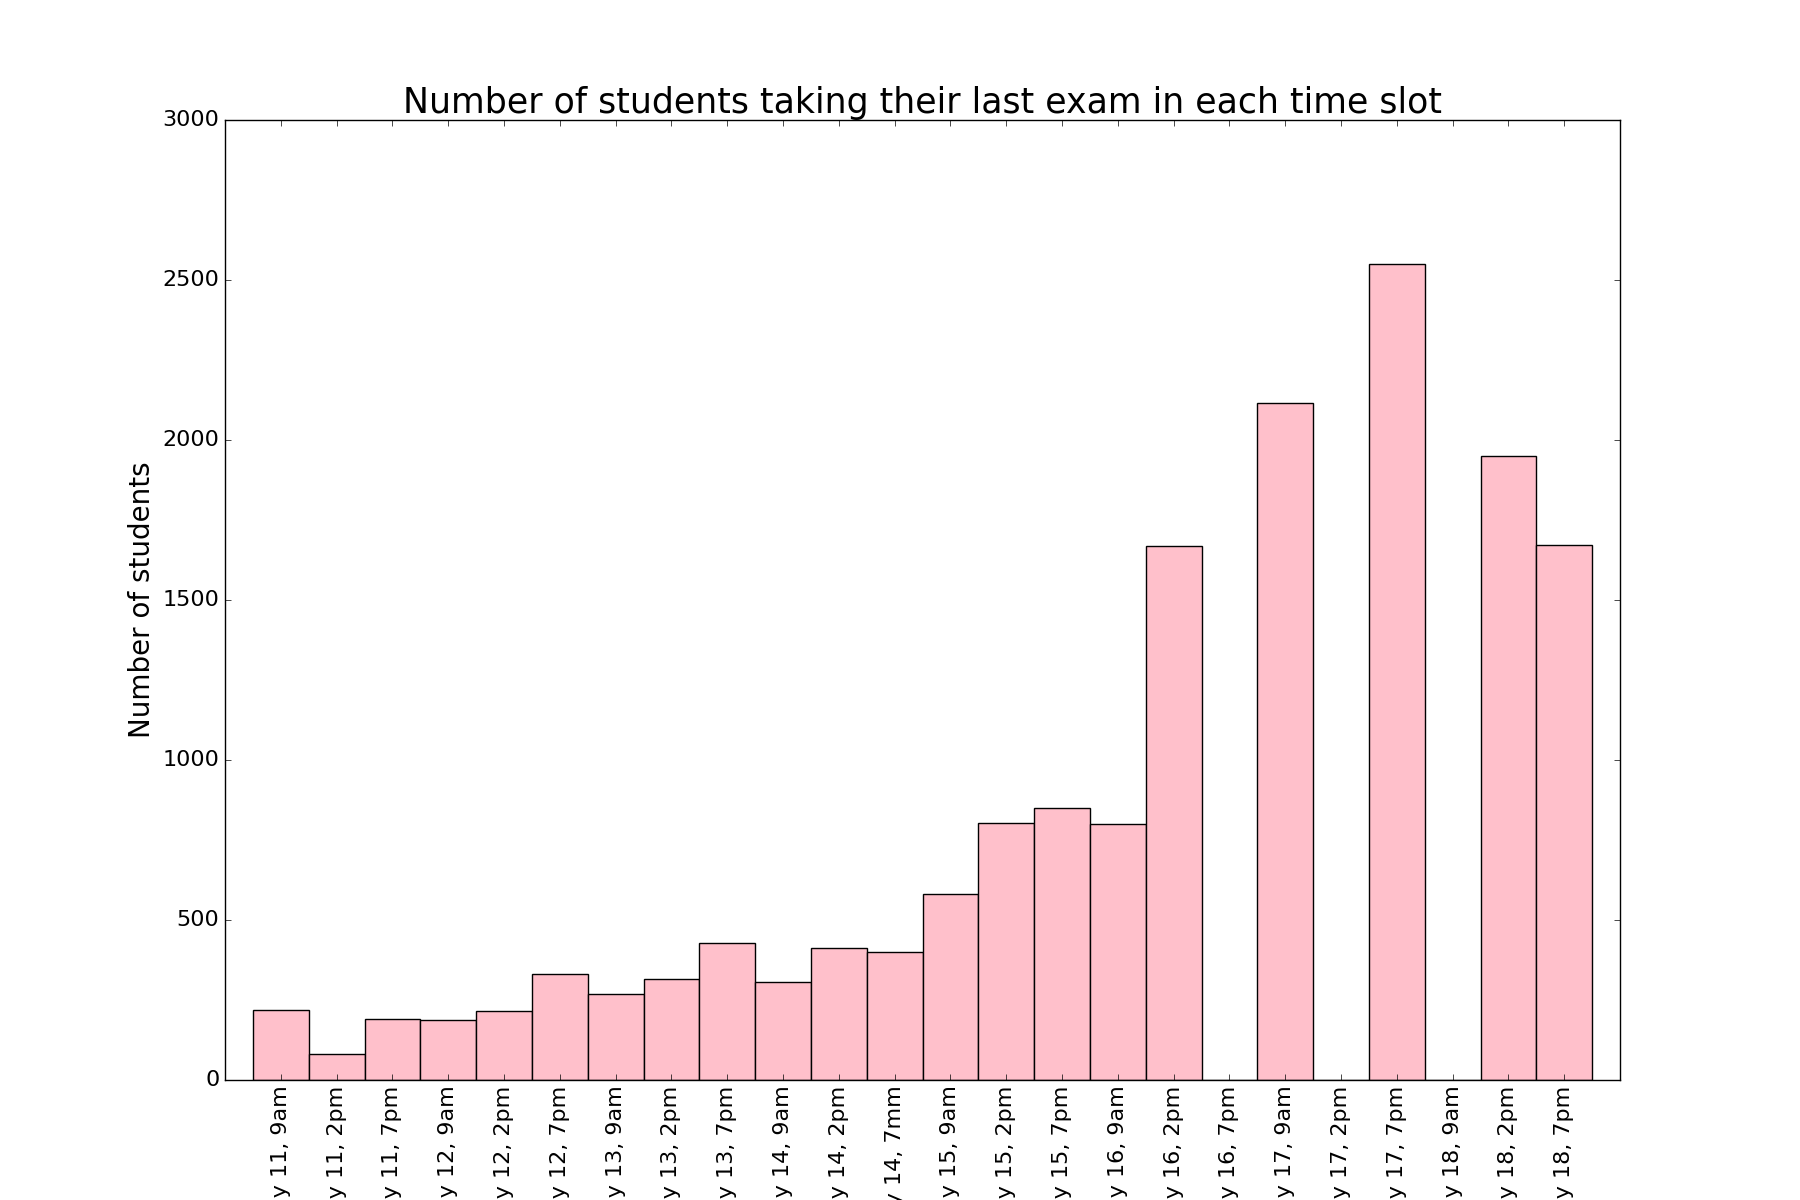 Number of students taking their last exam in each time slot
3000
2500
2000
1500
1000
500
0
Number of students
y 11, 9am
y 11, 2pm
y 11, 7pm
y 12, 9am
y 12, 2pm
y 12, 7pm
y 13, 9am
y 13, 2pm
y 13, 7pm
y 14, 9am
y 14, 2pm
y 14, 7mm
y 15, 9am
y 15, 2pm
y 15, 7pm
y 16, 9am
y 16, 2pm
y 16, 7pm
y 17, 9am
y 17, 2pm
y 17, 7pm
y 18, 9am
y 18, 2pm
y 18, 7pm